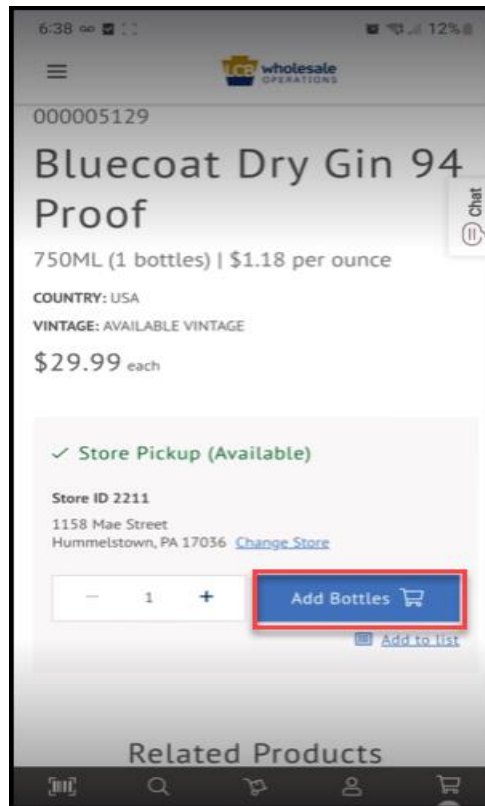 6:38
12%
LCB wholesale
OPERATIONS
000005129
Bluecoat Dry Gin 94
Proof
Chat
750ML (1 bottles) | $1.18 per ounce
COUNTRY: USA
VINTAGE: AVAILABLE VINTAGE
$29.99 each
Store Pickup (Available)
Store ID 2211
1158 Mae Street
Hummelstown, PA 17036 Change Store
1
Add Bottles
Add to list
Related Products